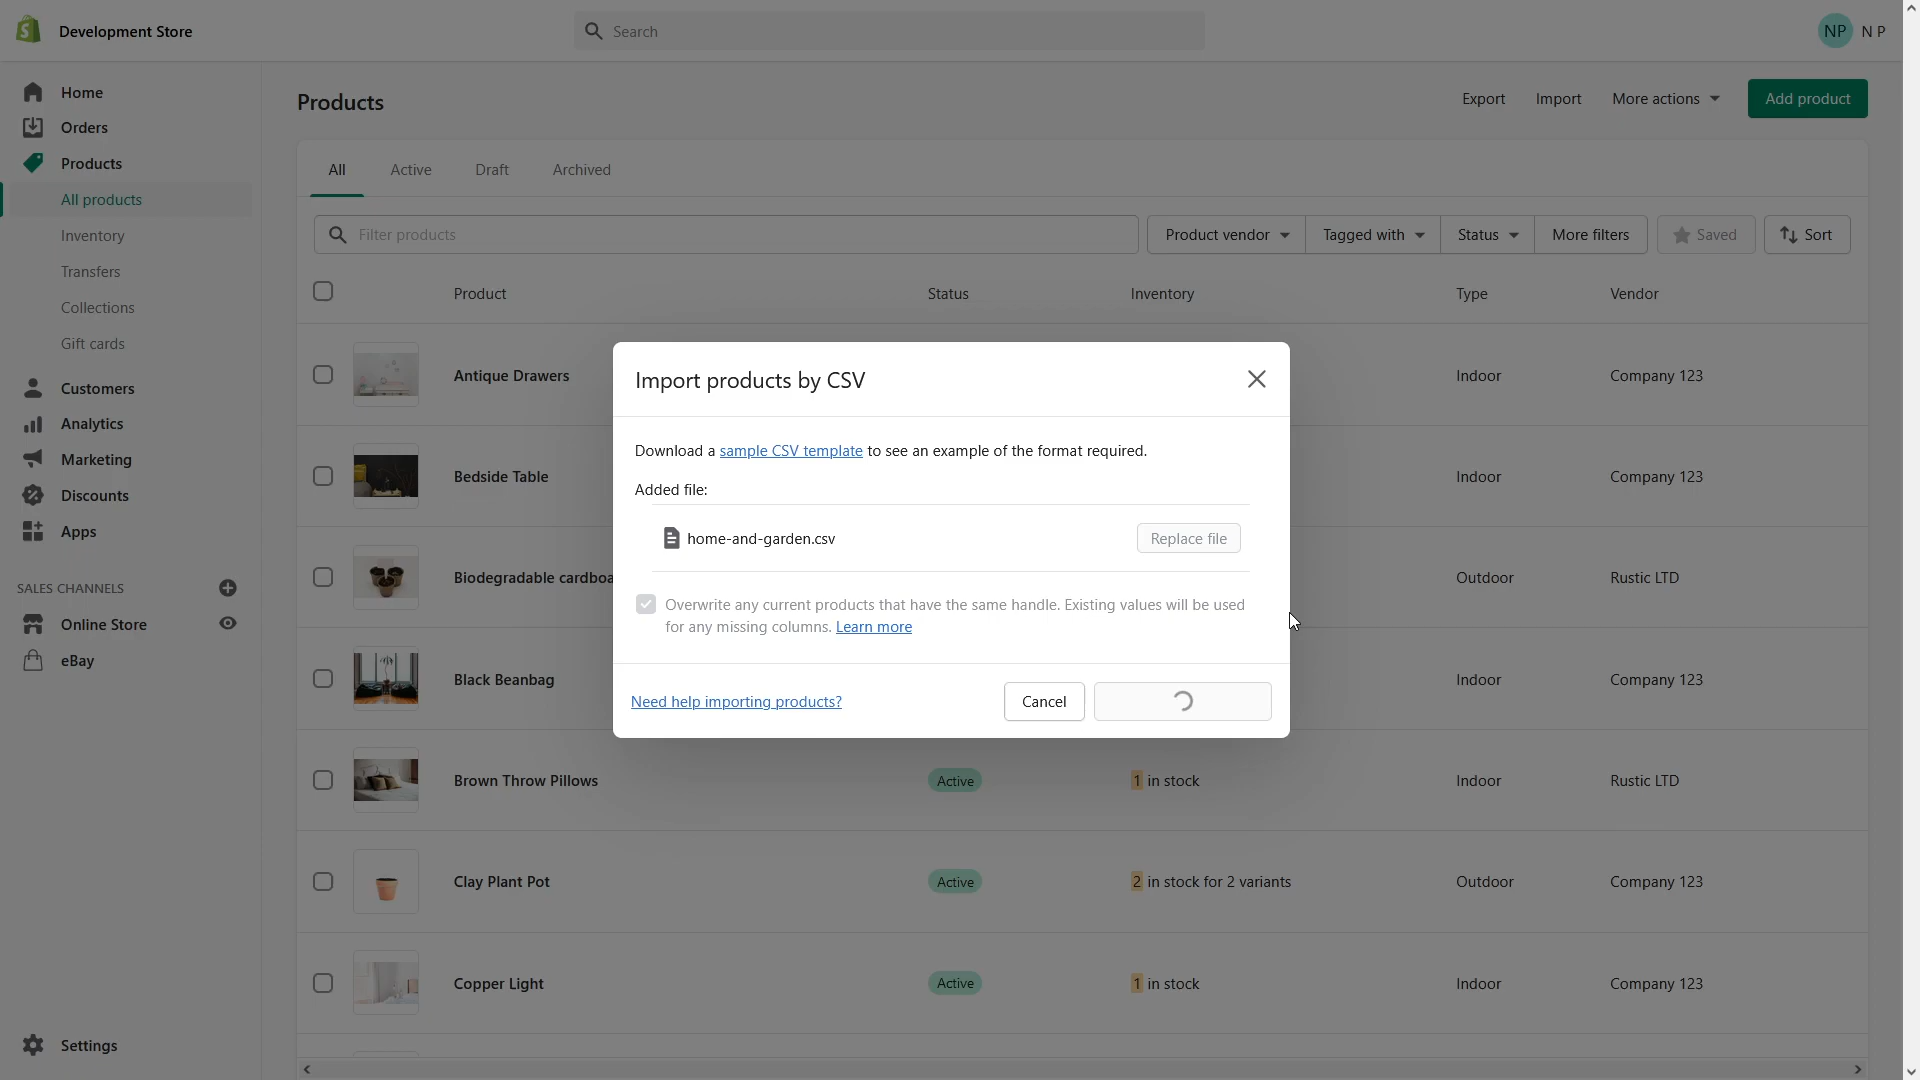 Development Store
Search
NP
N P
Home
Orders
Products
All products
Inventory
Transfers
Collections
Gift cards
Customers
Analytics
Marketing
Discounts
Apps
SALES CHANNELS
Online Store
eBay
Settings
Products
Export
Import
More actions
Add product
All
Active
Draft
Archived
Filter products
Product vendor
Tagged with
Status
More filters
Saved
Sort
Product
Status
Inventory
Type
Vendor
Antique Drawers
Indoor
Company 123
Bedside Table
Indoor
Company 123
Biodegradable cardboa
Outdoor
Rustic LTD
Black Beanbag
Indoor
Company 123
Brown Throw Pillows
Active
1 in stock
Indoor
Rustic LTD
Clay Plant Pot
Active
2 in stock for 2 variants
Outdoor
Company 123
Copper Light
Active
1 in stock
Indoor
Company 123
Import products by CSV
Download a sample CSV template to see an example of the format required.
Added file:
home-and-garden.csv
Replace file
Overwrite any current products that have the same handle. Existing values will be used
for any missing columns. Learn more
Need help importing products?
Cancel